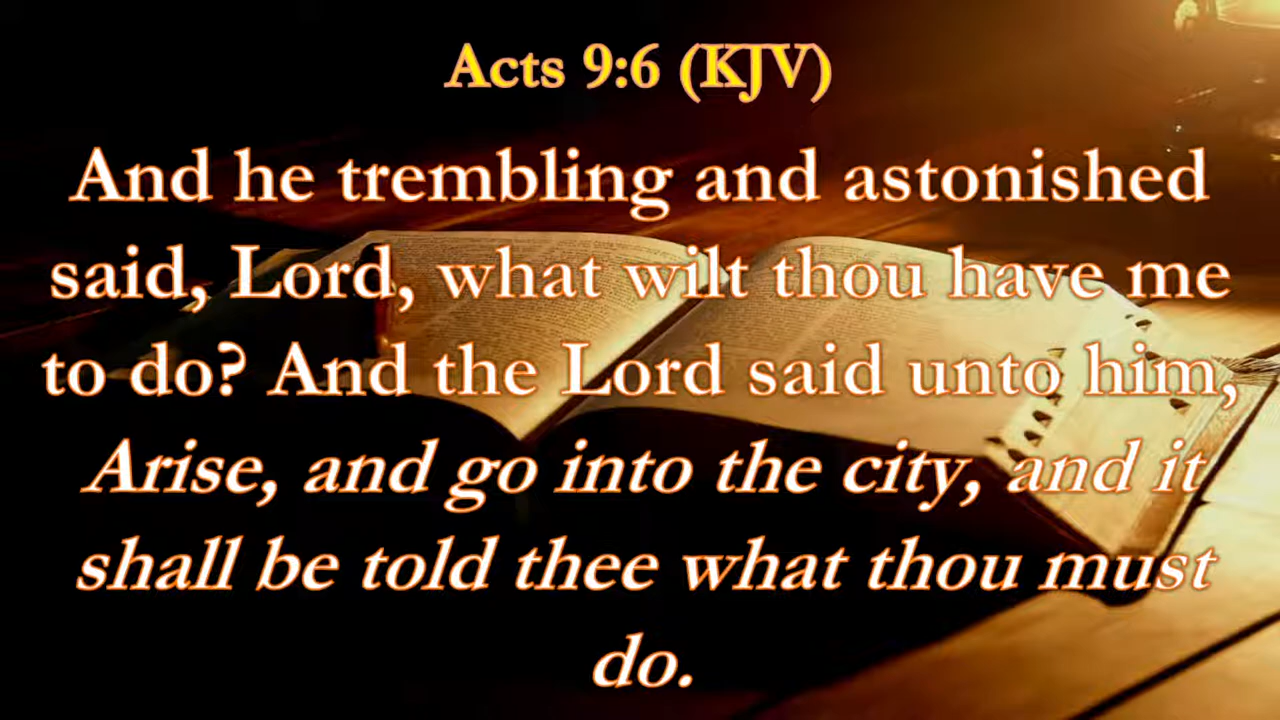 Acts 9:6 (KJV)
And he trembling and astonished
said, Lord, what wilt thou have me
to do? And the Lord said unto him,
Arise, and go into the city, and it
shall be told thee what thou must
do.